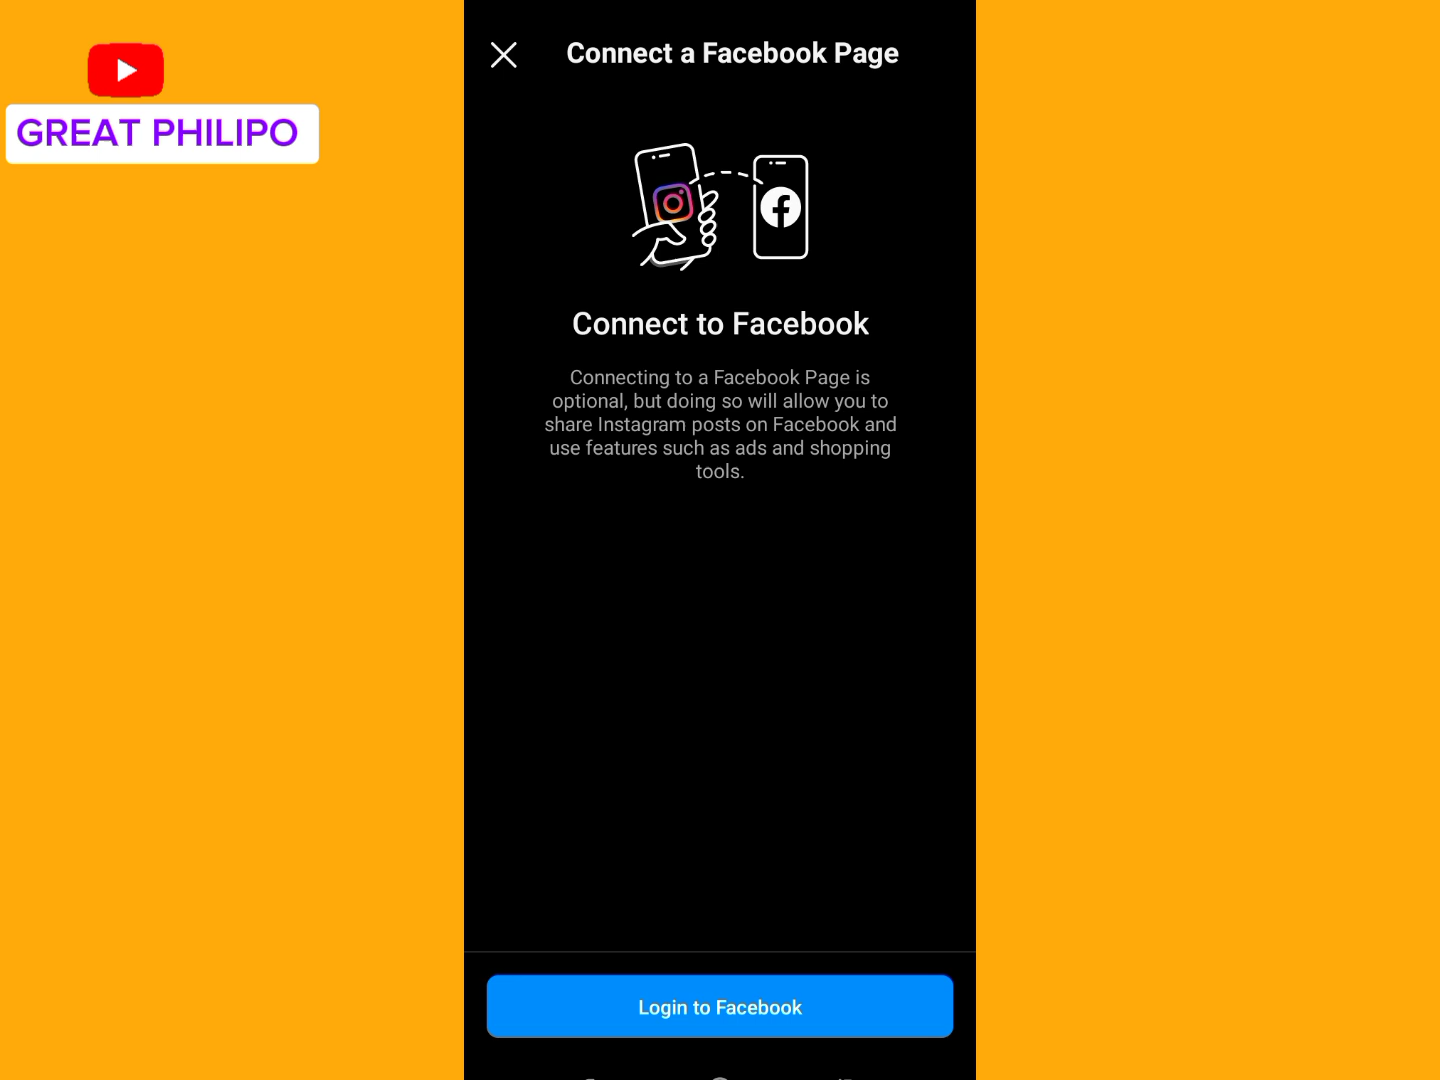 GREAT PHILIPO
Connect a Facebook Page
Connect to Facebook
Connecting to a Facebook Page is
optional, but doing so will allow you to
share Instagram posts on Facebook and
use features such as ads and shopping
tools.
Login to Facebook